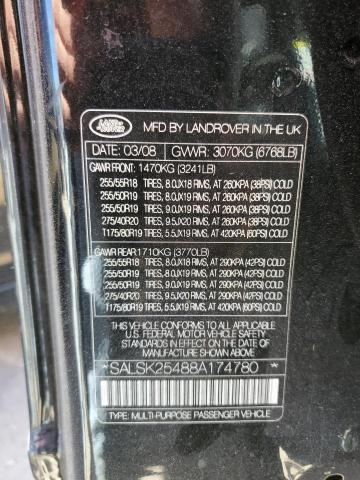 LAND ROVER
MFD BY LANDROVER IN THE UK
DATE: 03/08 GVWR: 3070KG (6768LB)
GAWR FRONT: 1470KG (3241LB)
255/55R18 TIRES, 8.0JX18 RIMS, AT 260KPA (38PSI) COLD
255/50R19 TIRES, 8.0JX19 RIMS, AT 260KPA (38PSI) COLD
255/50R19 TIRES, 9.0JX19 RIMS, AT 260KPA (38PSI) COLD
275/40R20 TIRES, 9.5JX20 RIMS, AT 260KPA (38PSI) COLD
T175/80R19 TIRES, 5.5JX19 RIMS, AT 420KPA (60PSI) COLD
GAWR REAR: 1710KG (3770LB)
255/55R18 TIRES, 8.0JX18 RIMS, AT 290KPA (42PSI) COLD
255/50R19 TIRES, 8.0JX19 RIMS, AT 290KPA (42PSI) COLD
255/50R19 TIRES, 9.0JX19 RIMS, AT 290KPA (42PSI) COLD
275/40R20 TIRES, 9.5JX20 RIMS, AT 290KPA (42PSI) COLD
T175/80R19 TIRES, 5.5JX19 RIMS, AT 420KPA (60PSI) COLD
THIS VEHICLE CONFORMS TO ALL APPLICABLE
U.S. FEDERAL MOTOR VEHICLE SAFETY
STANDARDS IN EFFECT ON THE DATE OF
MANUFACTURE SHOWN ABOVE.
*SALSK25488A174780 *
TYPE: MULTI-PURPOSE PASSENGER VEHICLE